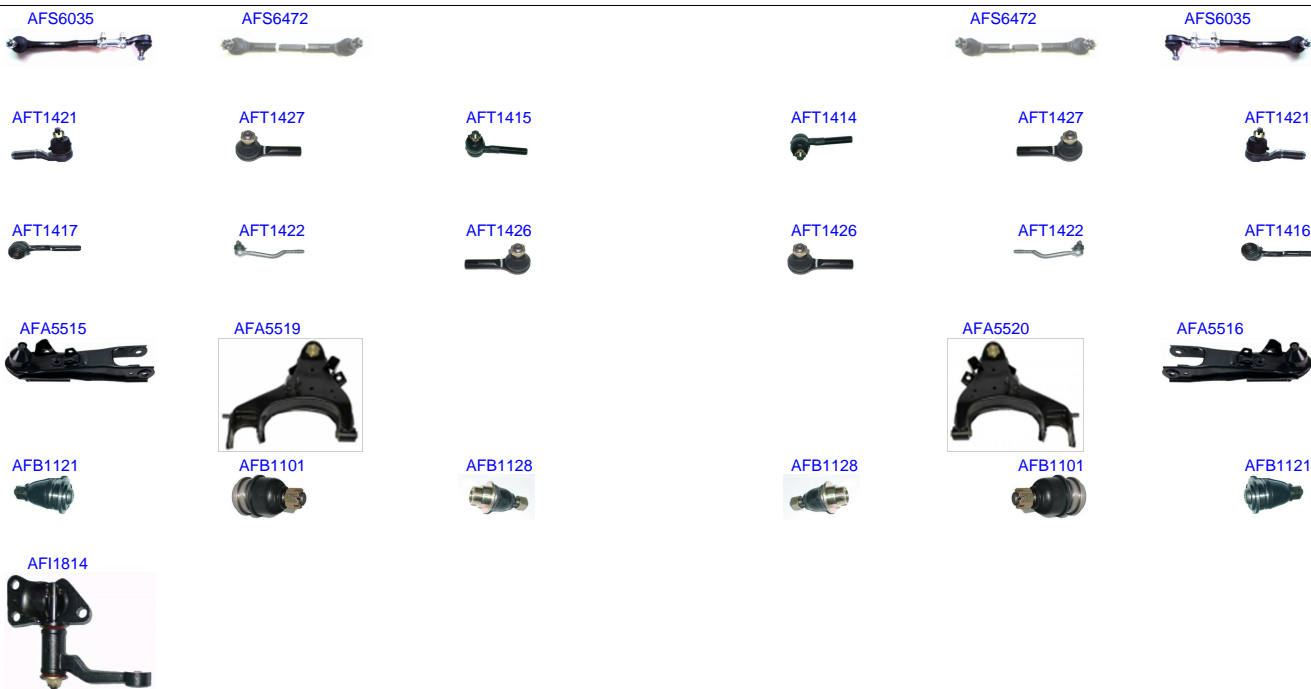 AFS6035 AFS6472 AFS6472 AFS6035
AFT1421 AFT1427 AFT1415 AFT1414 AFT1427 AFT1421
AFT1417 AFT1422 AFT1426 AFT1426 AFT1422 AFT1416
AFA5515 AFA5519 AFA5520 AFA5516
AFB1121 AFB1101 AFB1128 AFB1128 AFB1101 AFB1121
AFI1814